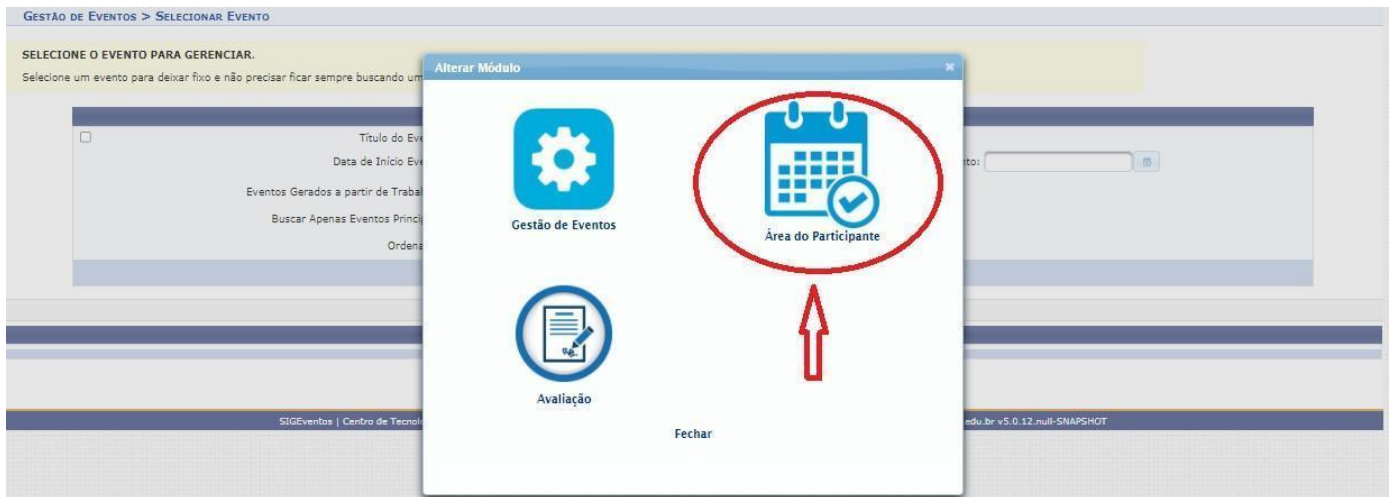 GESTÃO DE EVENTOS > SELECIONAR EVENTO
SELECIONE O EVENTO PARA GERENCIAR.
Selecione um evento para deixar fixo e não precisar ficar sempre buscando um
Alterar Módulo
Título do Eve
Data de Início Eve
nto:
Eventos Gerados a partir de Trabal
Buscar Apenas Eventos Princip
Ordena
Gestão de Eventos
Área do Participante
Avaliação
Fechar
SIGEventos | Centro de Tecnolo
edu.br v5.0.12.null-SNAPSHOT